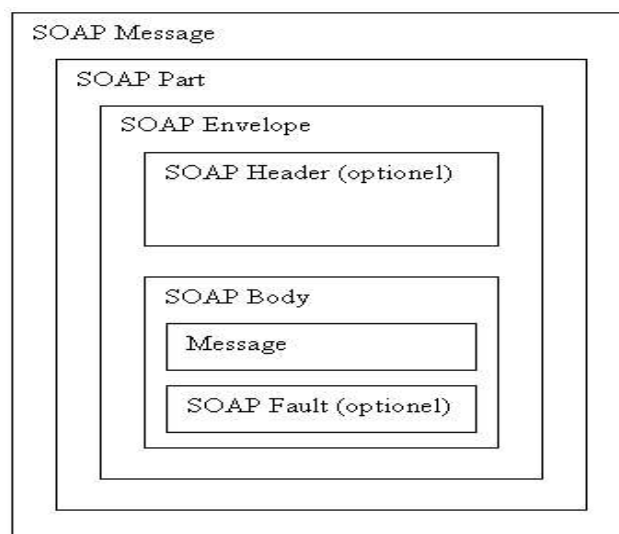 SOAP Message
SOAP Part
SOAP Envelope
SOAP Header (optionel)
SOAP Body
Message
SOAP Fault (optionel)